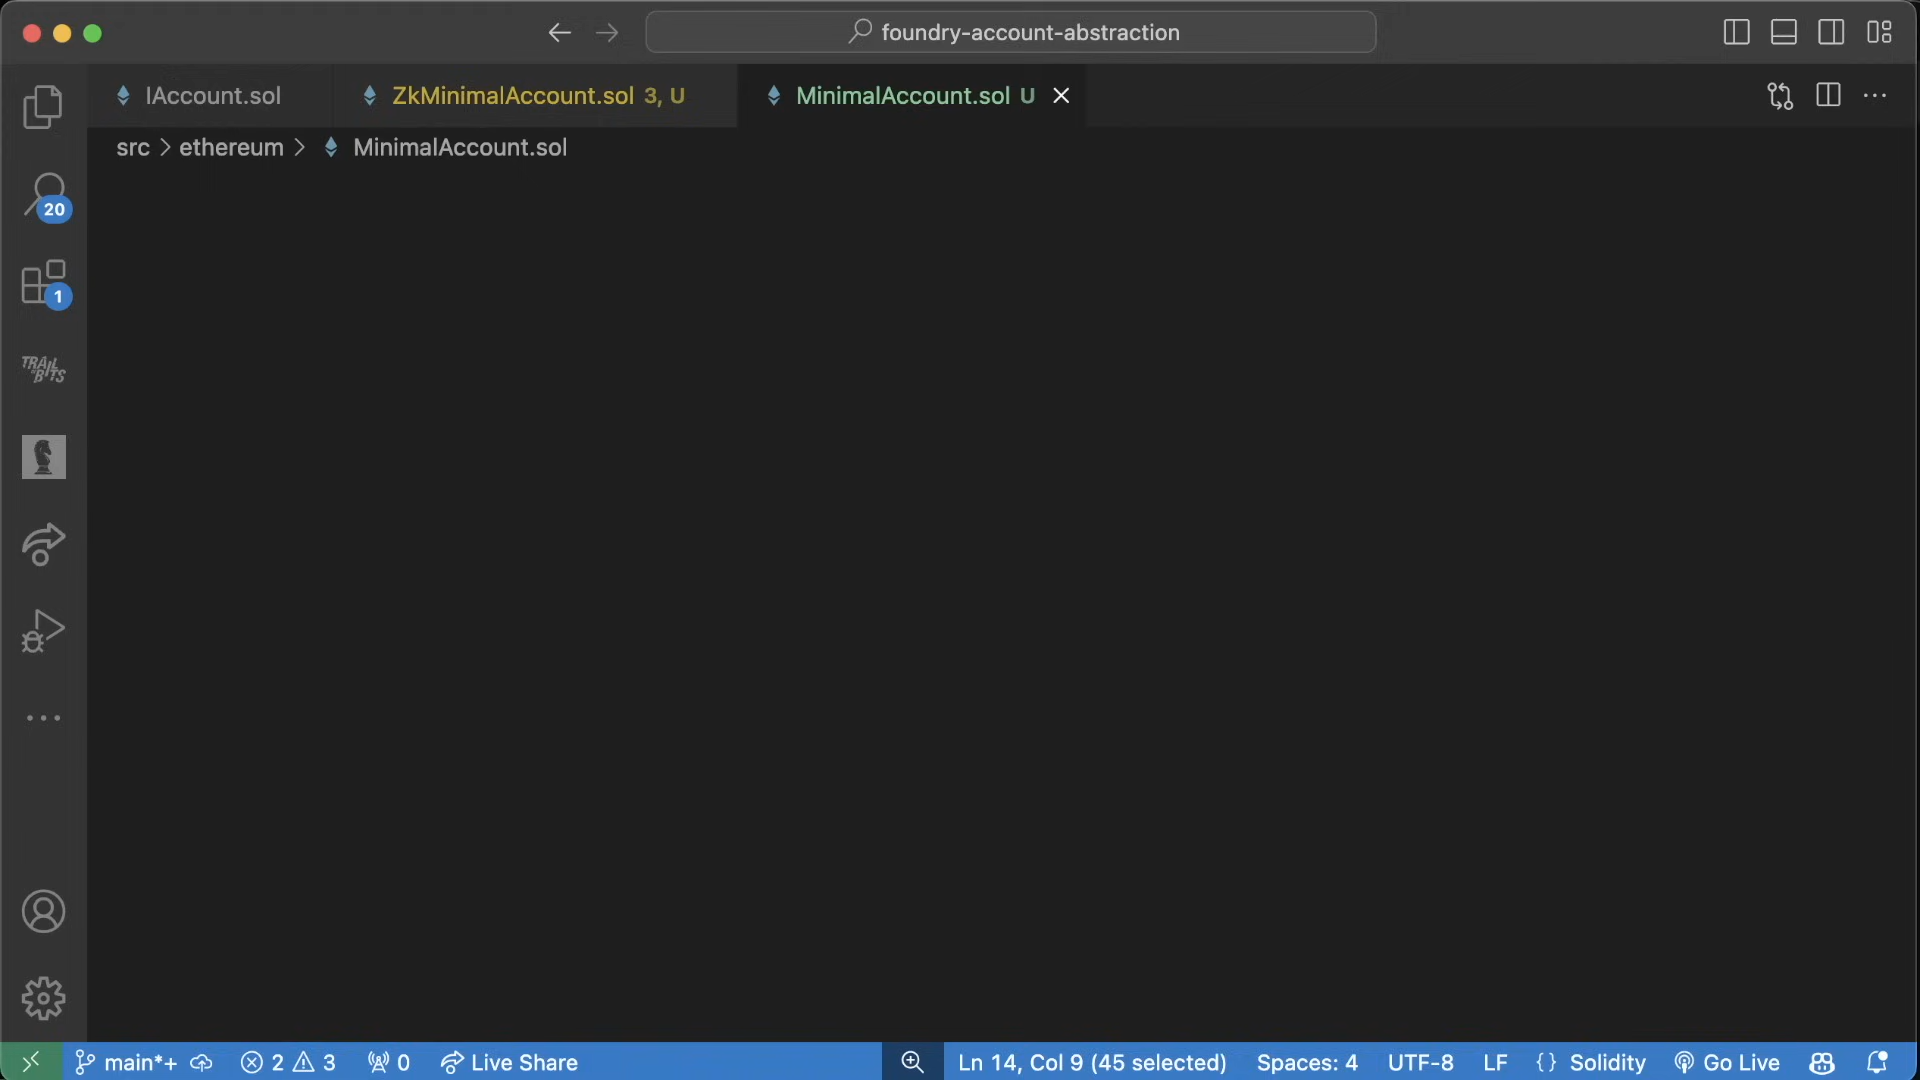 foundry-account-abstraction
IAccount.sol
ZkMinimalAccount.sol 3, U
MinimalAccount.sol U
src > ethereum > MinimalAccount.sol
20
1
TRAIL OF BITS
main*+
2
3
0
Live Share
Ln 14, Col 9 (45 selected)
Spaces: 4
UTF-8
LF
{ } Solidity
Go Live